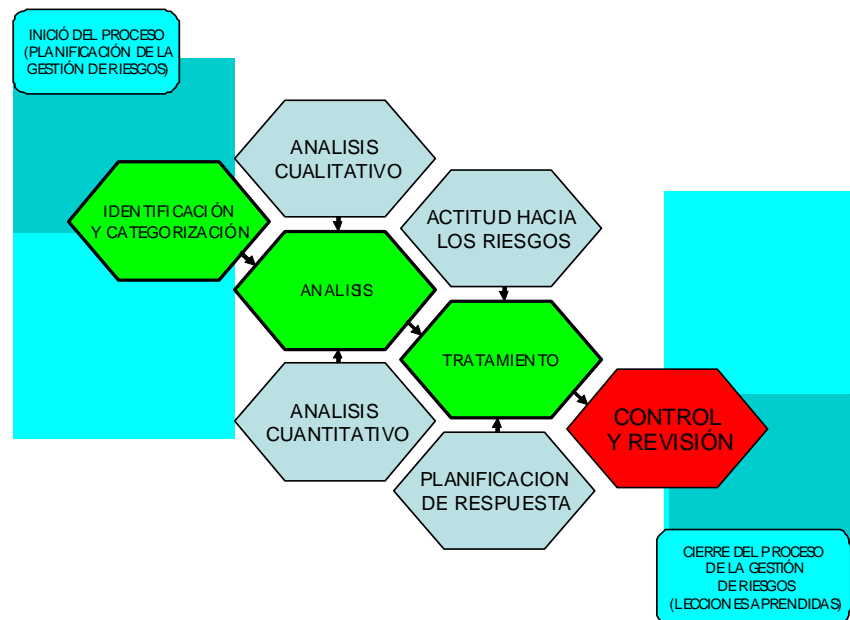 INICIÓ DEL PROCESO
(PLANIFICACIÓN DE LA
GESTIÓN DE RIESGOS)
ANALISIS
CUALITATIVO
IDENTIFICACIÓN
Y CATEGORIZACIÓN
ACTITUD HACIA
LOS RIESGOS
ANALISIS
TRATAMIENTO
ANALISIS
CUANTITATIVO
CONTROL
Y REVISIÓN
PLANIFICACION
DE RESPUESTA
CIERRE DEL PROCESO
DE LA GESTIÓN
DE RIESGOS
(LECCIONES APRENDIDAS)